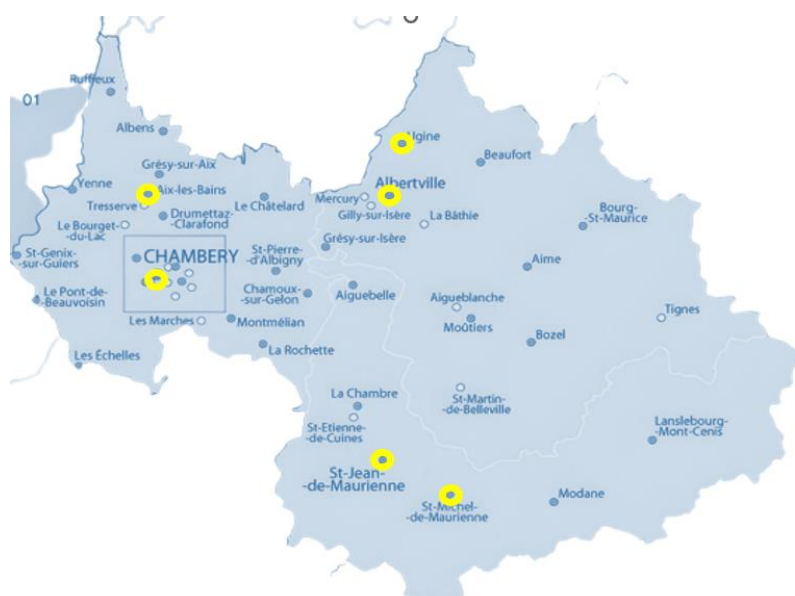 Ruffieux
01
Albens
Grésy-sur-Aix
Yenne
Aix-les-Bains
Tresserve
Drumettaz-
-Clarafond
Le Châtelard
Le Bourget-
-du-Lac
St-Genix-
-sur-Guiers
CHAMBERY
St-Pierre-
-d'Albigny
Le Pont-de-
-Beauvoisin
Chamoux-
-sur-Gelon
Les Marches
Montmélian
Les Échelles
La Rochette
Ugine
Beaufort
Albertville
Mercury
Gilly-sur-Isère
La Bâthie
Grésy-sur-Isère
Bourg-
-St-Maurice
Aime
Aiguebelle
Aigueblanche
Moûtiers
Bozel
Tignes
La Chambre
St-Etienne-
-de-Cuines
St-Martin-
-de-Belleville
Lanslebourg-
-Mont-Cenis
St-Jean-
-de-Maurienne
St-Michel-
-de-Maurienne
Modane